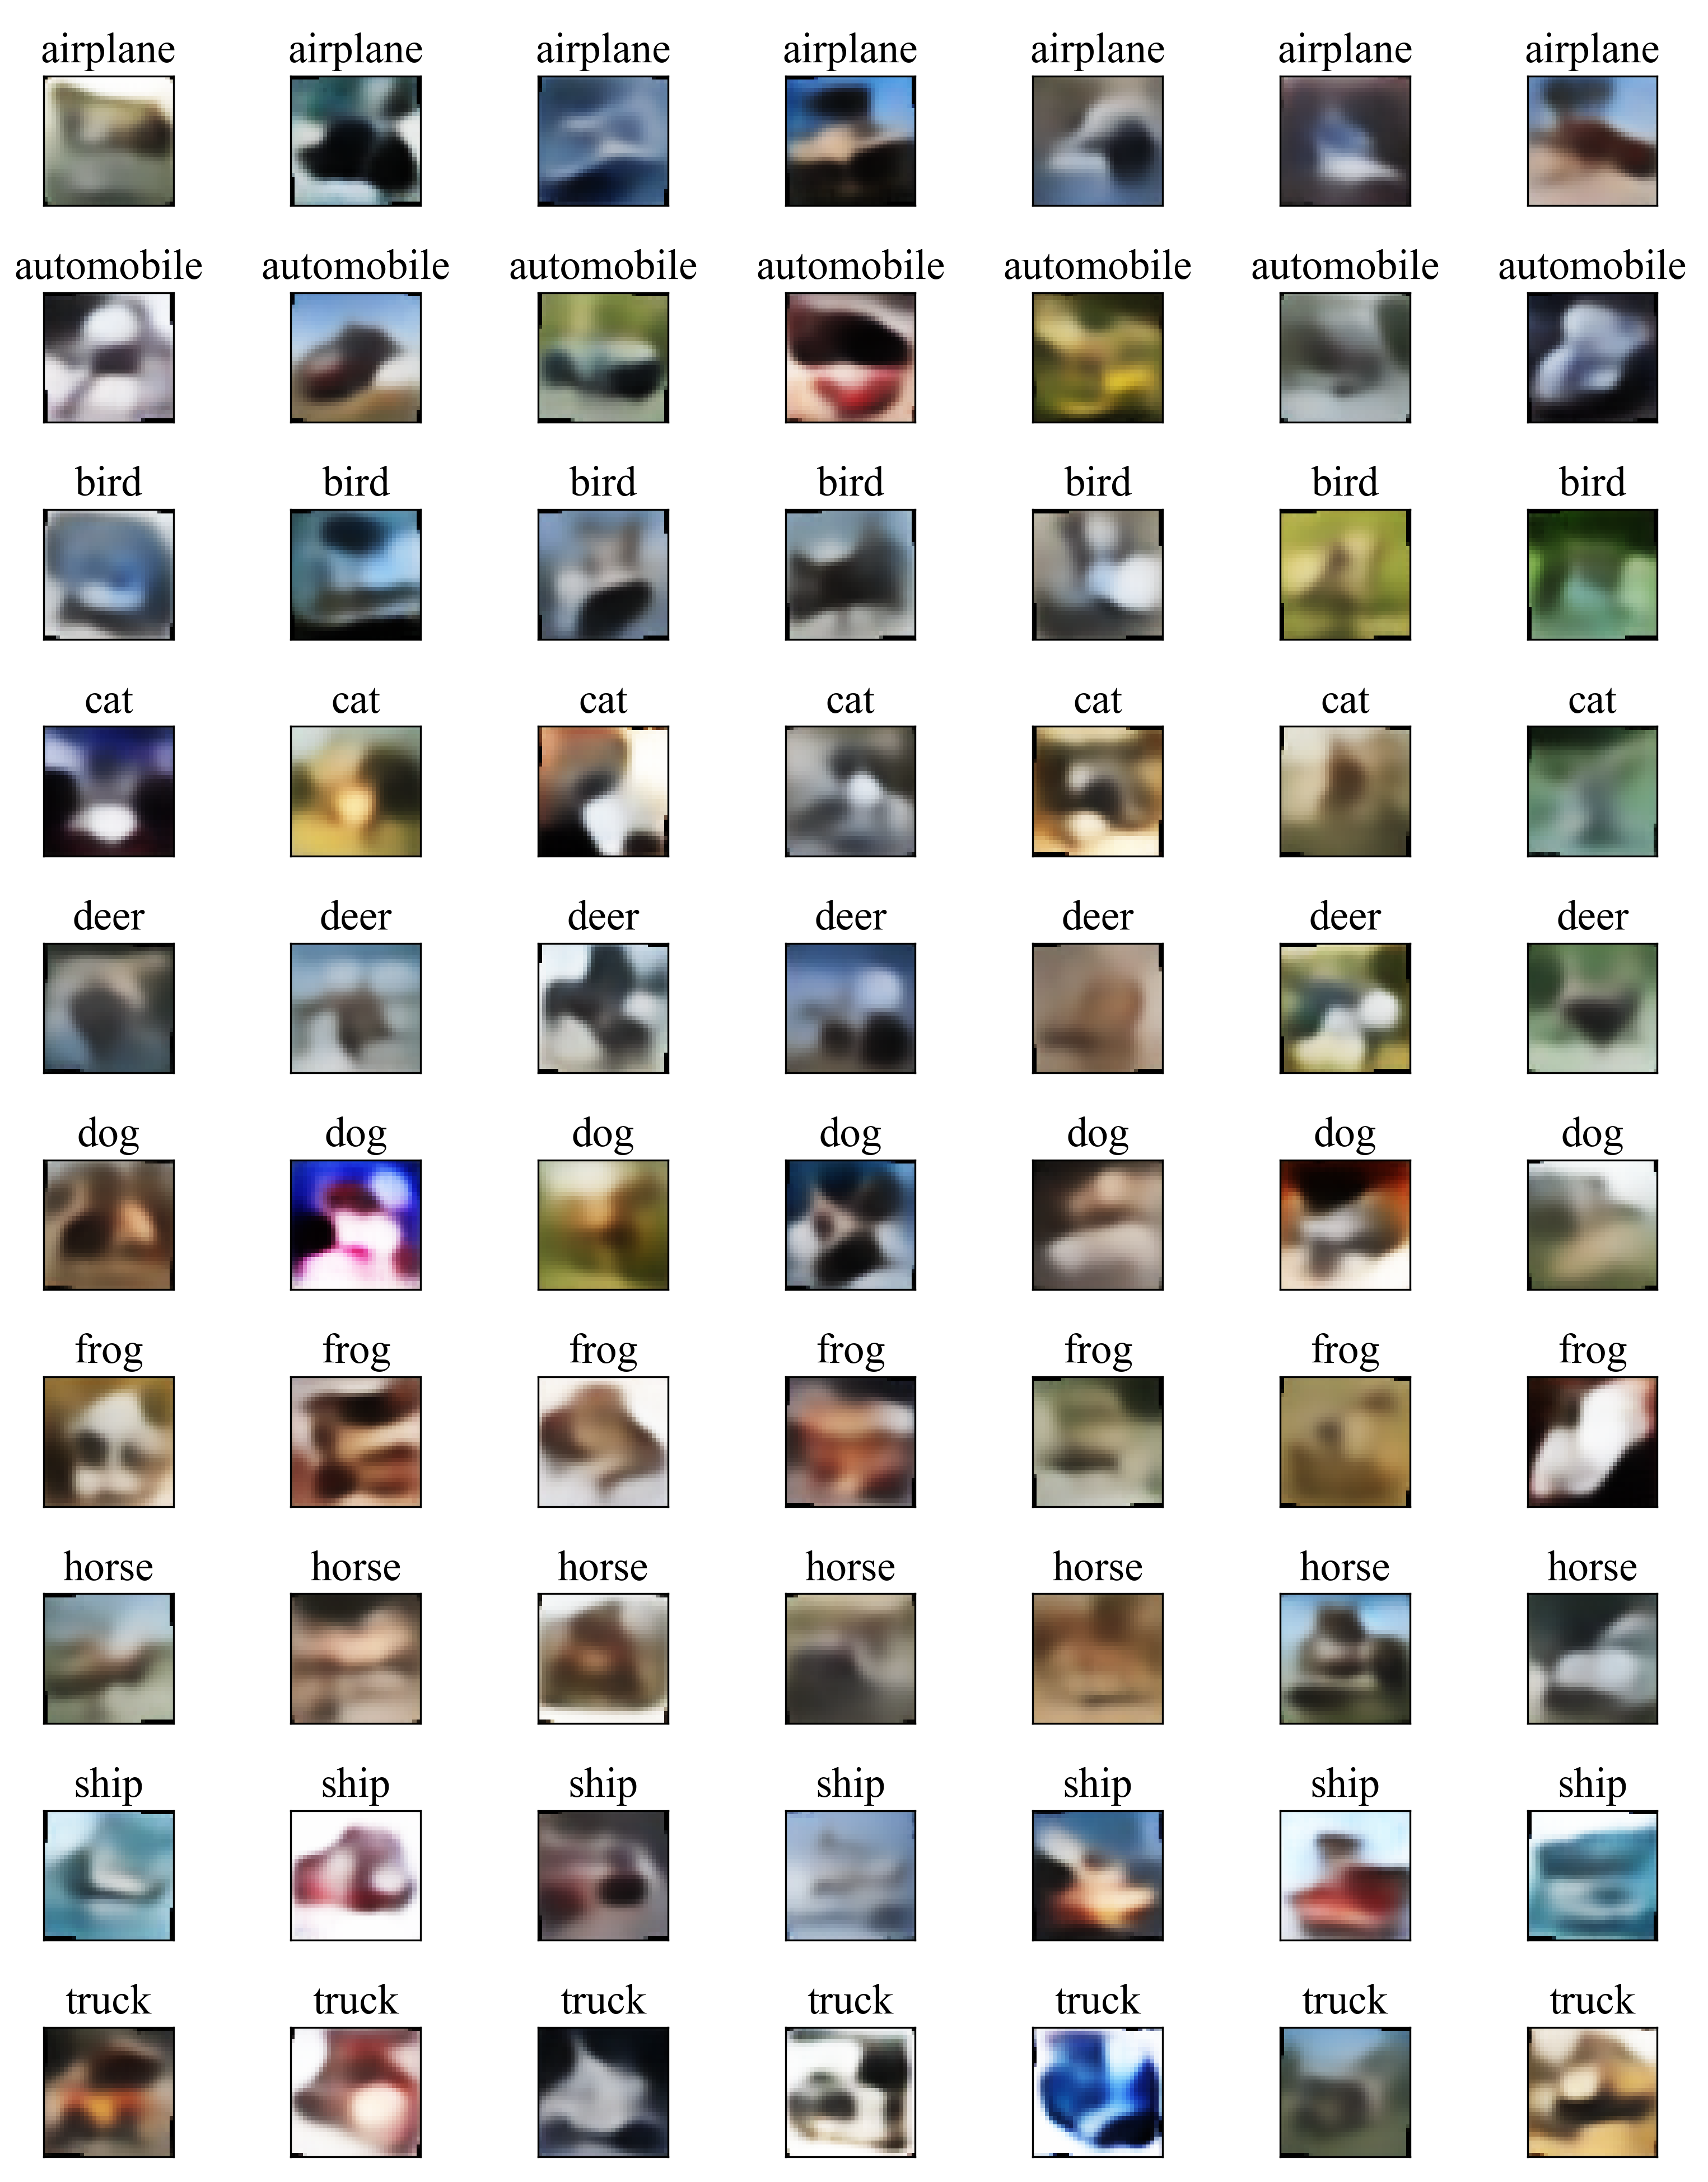 airplane airplane airplane airplane airplane airplane airplane
automobile automobile automobile automobile automobile automobile automobile
bird bird bird bird bird bird bird
cat cat cat cat cat cat cat
deer deer deer deer deer deer deer
dog dog dog dog dog dog dog
frog frog frog frog frog frog frog
horse horse horse horse horse horse horse
ship ship ship ship ship ship ship
truck truck truck truck truck truck truck